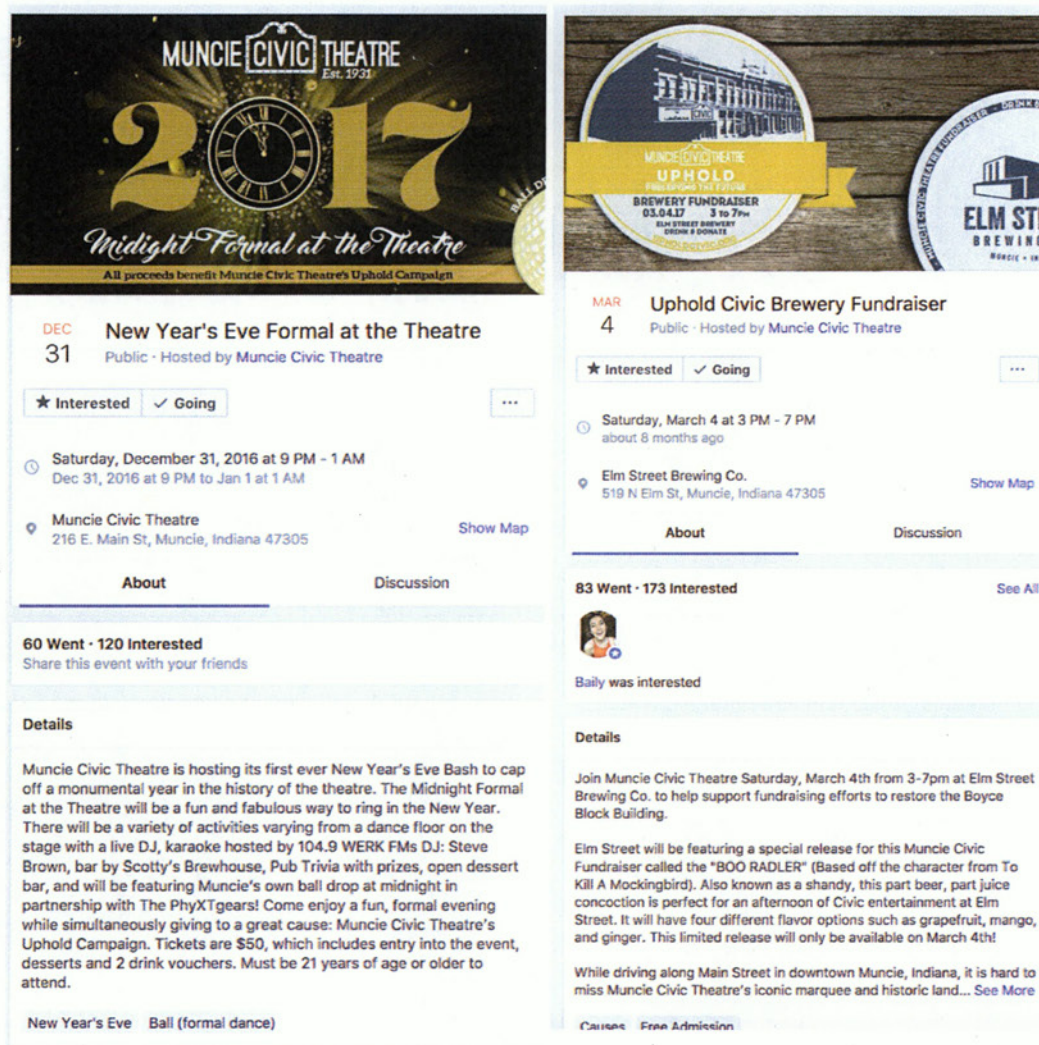 MUNCIE CIVIC THEATRE
Est. 1931
2017
BALL DR
Midight Formal at the Theatre
All proceeds benefit Muncie Civic Theatre's Uphold Campaign
DEC
31
New Year's Eve Formal at the Theatre
Public · Hosted by Muncie Civic Theatre
★ Interested ✓ Going ...
Saturday, December 31, 2016 at 9 PM - 1 AM
Dec 31, 2016 at 9 PM to Jan 1 at 1 AM
Muncie Civic Theatre
216 E. Main St, Muncie, Indiana 47305
Show Map
About Discussion
60 Went · 120 Interested
Share this event with your friends
Details
Muncie Civic Theatre is hosting its first ever New Year's Eve Bash to cap
off a monumental year in the history of the theatre. The Midnight Formal
at the Theatre will be a fun and fabulous way to ring in the New Year.
There will be a variety of activities varying from a dance floor on the
stage with a live DJ, karaoke hosted by 104.9 WERK FMs DJ: Steve
Brown, bar by Scotty's Brewhouse, Pub Trivia with prizes, open dessert
bar, and will be featuring Muncie's own ball drop at midnight in
partnership with The PhyXTgears! Come enjoy a fun, formal evening
while simultaneously giving to a great cause: Muncie Civic Theatre's
Uphold Campaign. Tickets are $50, which includes entry into the event,
desserts and 2 drink vouchers. Must be 21 years of age or older to
attend.
New Year's Eve Ball (formal dance)
CIVIC
MUNCIE CIVIC THEATRE
UPHOLD
PRESERVING THE FUTURE
BREWERY FUNDRAISER
03.04.17 3 TO 7PM
ELM STREET BREWERY
DRINK & DONATE
UPHOLDCIVIC.ORG
MUNCIE CIVIC THEATRE FUNDRAISER - DRINK &
ELM ST
BREWIN
MUNCIE • IN
MAR
4
Uphold Civic Brewery Fundraiser
Public · Hosted by Muncie Civic Theatre
★ Interested ✓ Going ...
Saturday, March 4 at 3 PM - 7 PM
about 8 months ago
Elm Street Brewing Co.
519 N Elm St, Muncie, Indiana 47305
Show Map
About Discussion
83 Went · 173 Interested See All
Baily was interested
Details
Join Muncie Civic Theatre Saturday, March 4th from 3-7pm at Elm Street
Brewing Co. to help support fundraising efforts to restore the Boyce
Block Building.
Elm Street will be featuring a special release for this Muncie Civic
Fundraiser called the "BOO RADLER" (Based off the character from To
Kill A Mockingbird). Also known as a shandy, this part beer, part juice
concoction is perfect for an afternoon of Civic entertainment at Elm
Street. It will have four different flavor options such as grapefruit, mango,
and ginger. This limited release will only be available on March 4th!
While driving along Main Street in downtown Muncie, Indiana, it is hard to
miss Muncie Civic Theatre's iconic marquee and historic land... See More
Causes Free Admission